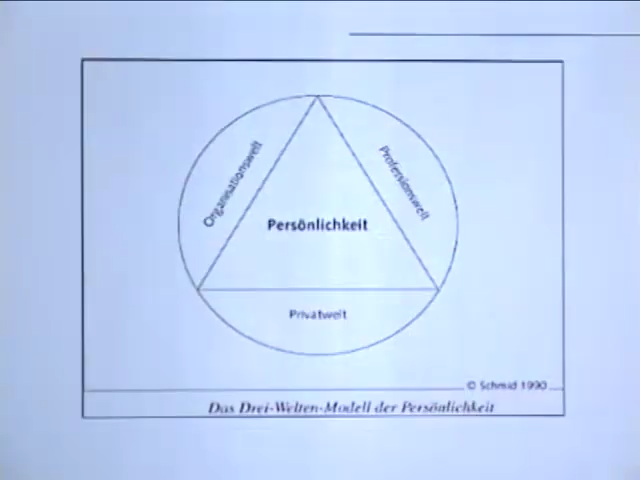 Organisationswelt
Professionswelt
Persönlichkeit
Privatwelt
© Schmid 1990
Das Drei-Welten-Modell der Persönlichkeit